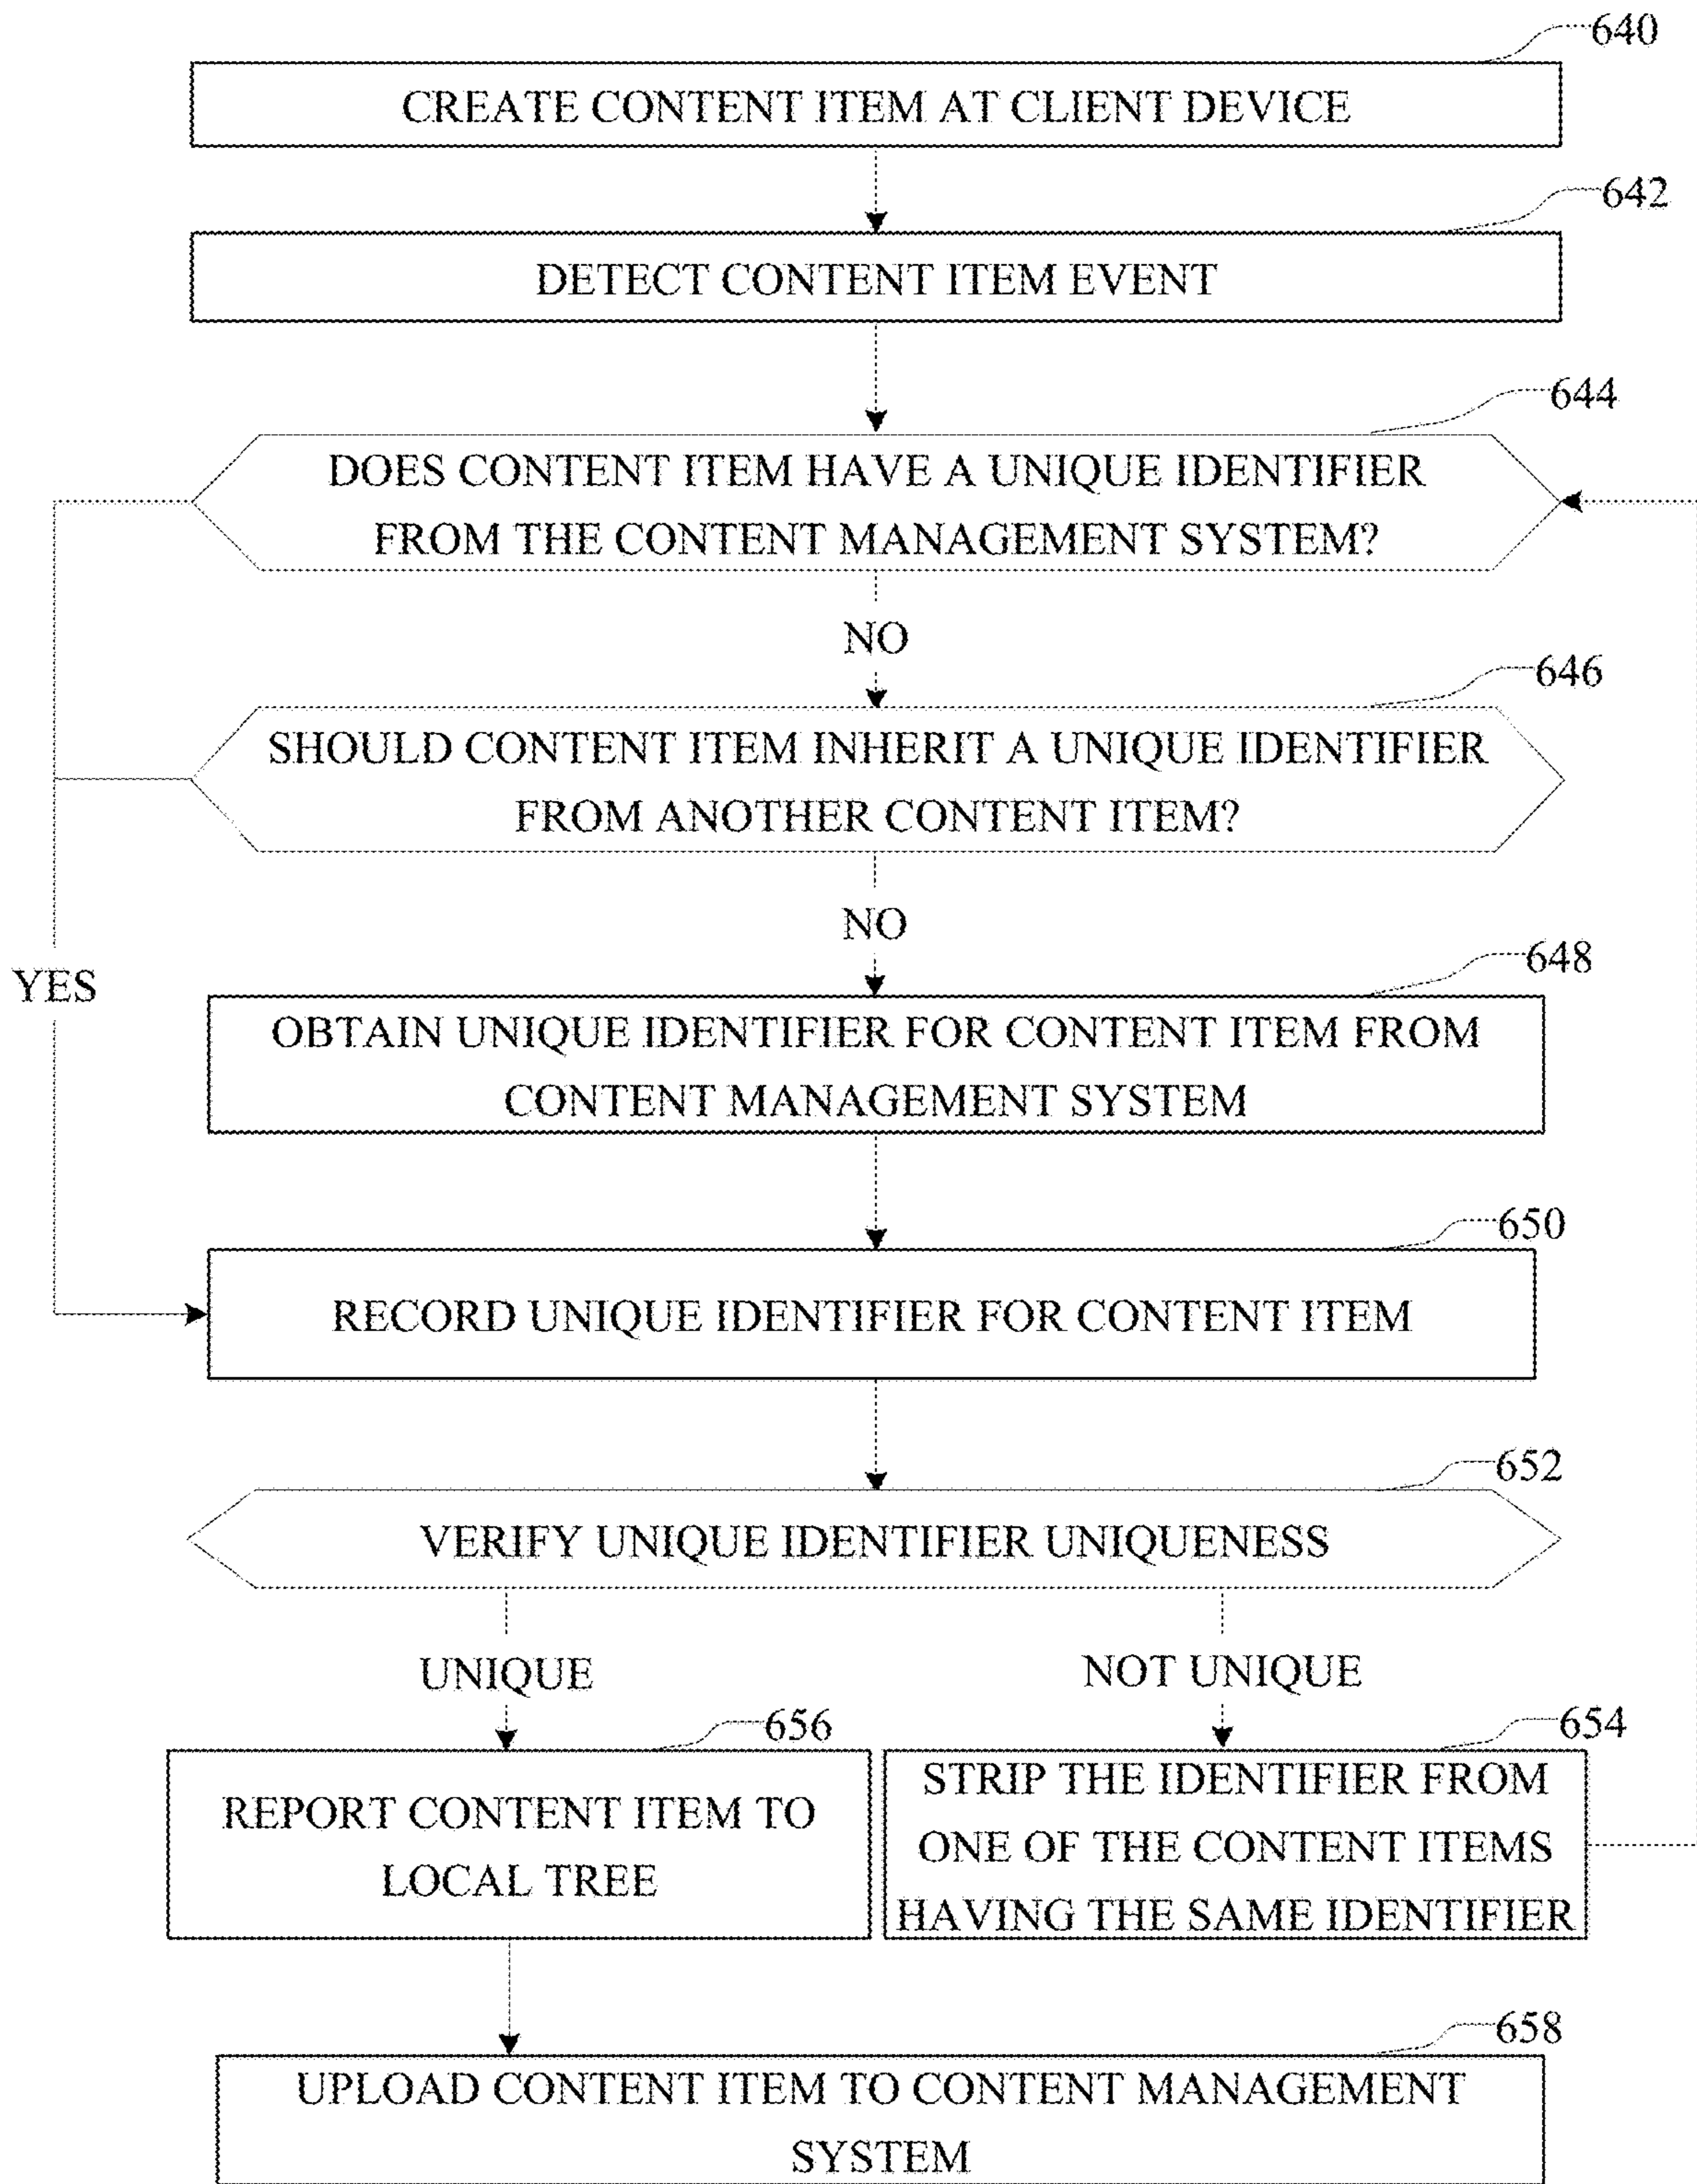 640
CREATE CONTENT ITEM AT CLIENT DEVICE
642
DETECT CONTENT ITEM EVENT
644
DOES CONTENT ITEM HAVE A UNIQUE IDENTIFIER
FROM THE CONTENT MANAGEMENT SYSTEM?
NO
646
SHOULD CONTENT ITEM INHERIT A UNIQUE IDENTIFIER
FROM ANOTHER CONTENT ITEM?
NO
YES
648
OBTAIN UNIQUE IDENTIFIER FOR CONTENT ITEM FROM
CONTENT MANAGEMENT SYSTEM
650
RECORD UNIQUE IDENTIFIER FOR CONTENT ITEM
652
VERIFY UNIQUE IDENTIFIER UNIQUENESS
UNIQUE
NOT UNIQUE
656
REPORT CONTENT ITEM TO
LOCAL TREE
654
STRIP THE IDENTIFIER FROM
ONE OF THE CONTENT ITEMS
HAVING THE SAME IDENTIFIER
658
UPLOAD CONTENT ITEM TO CONTENT MANAGEMENT
SYSTEM